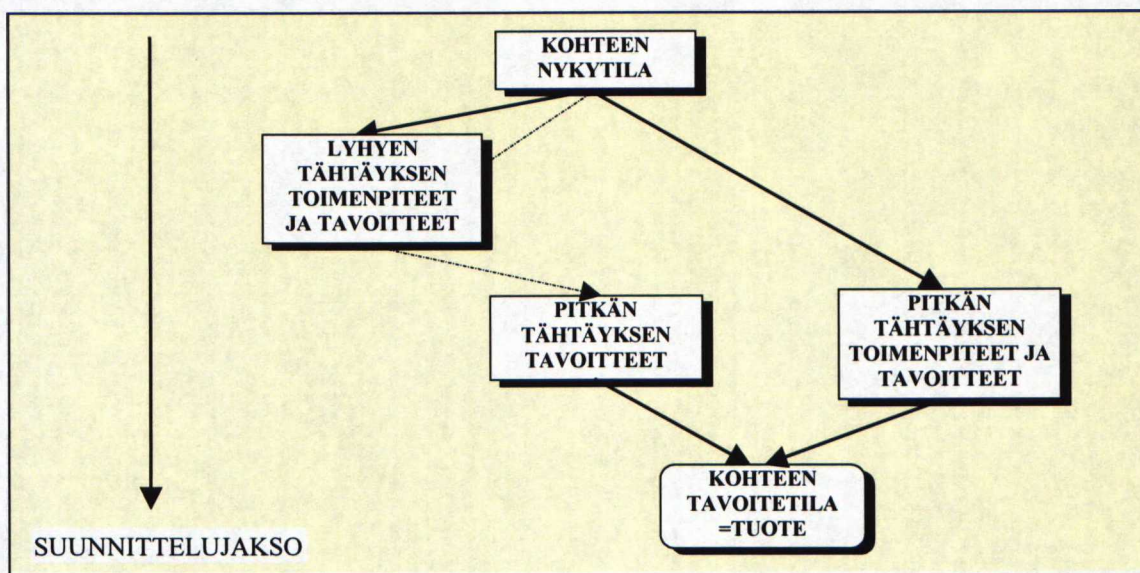 KOHTEEN
NYKYTILA
LYHYEN
TÄHTÄYKSEN
TOIMENPITEET
JA TAVOITTEET
PITKÄN
TÄHTÄYKSEN
TAVOITTEET
PITKÄN
TÄHTÄYKSEN
TOIMENPITEET JA
TAVOITTEET
KOHTEEN
TAVOITETILA
=TUOTE
SUUNNITTELUJAKSO